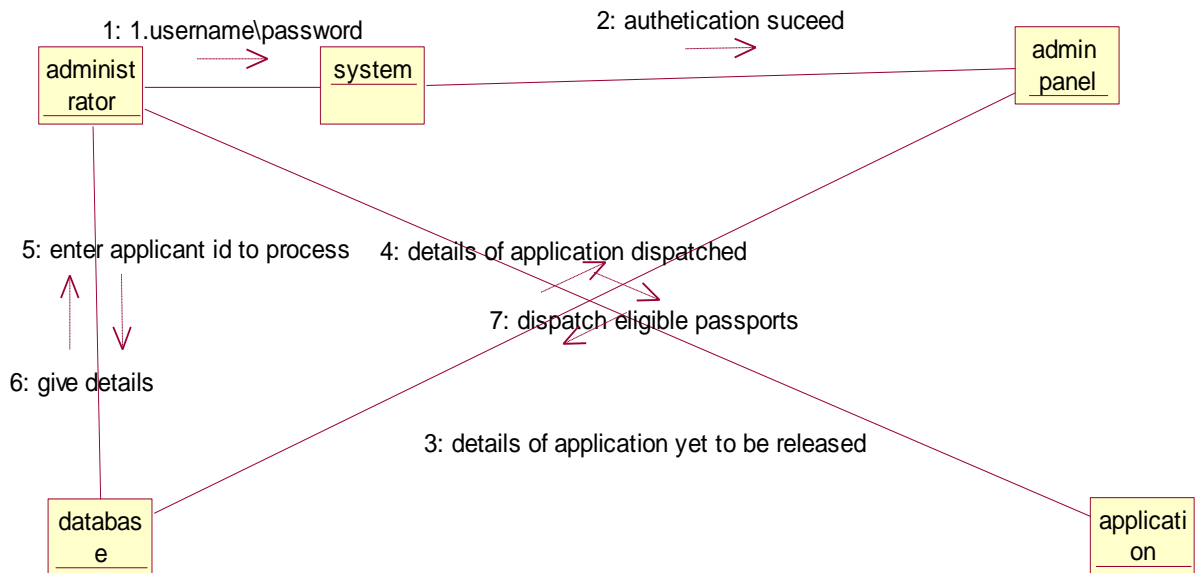 1: 1.username\password
2: authetication suceed
administ
rator
system
admin
panel
5: enter applicant id to process
4: details of application dispatched
7: dispatch eligible passports
6: give details
3: details of application yet to be released
databas
e
applicati
on